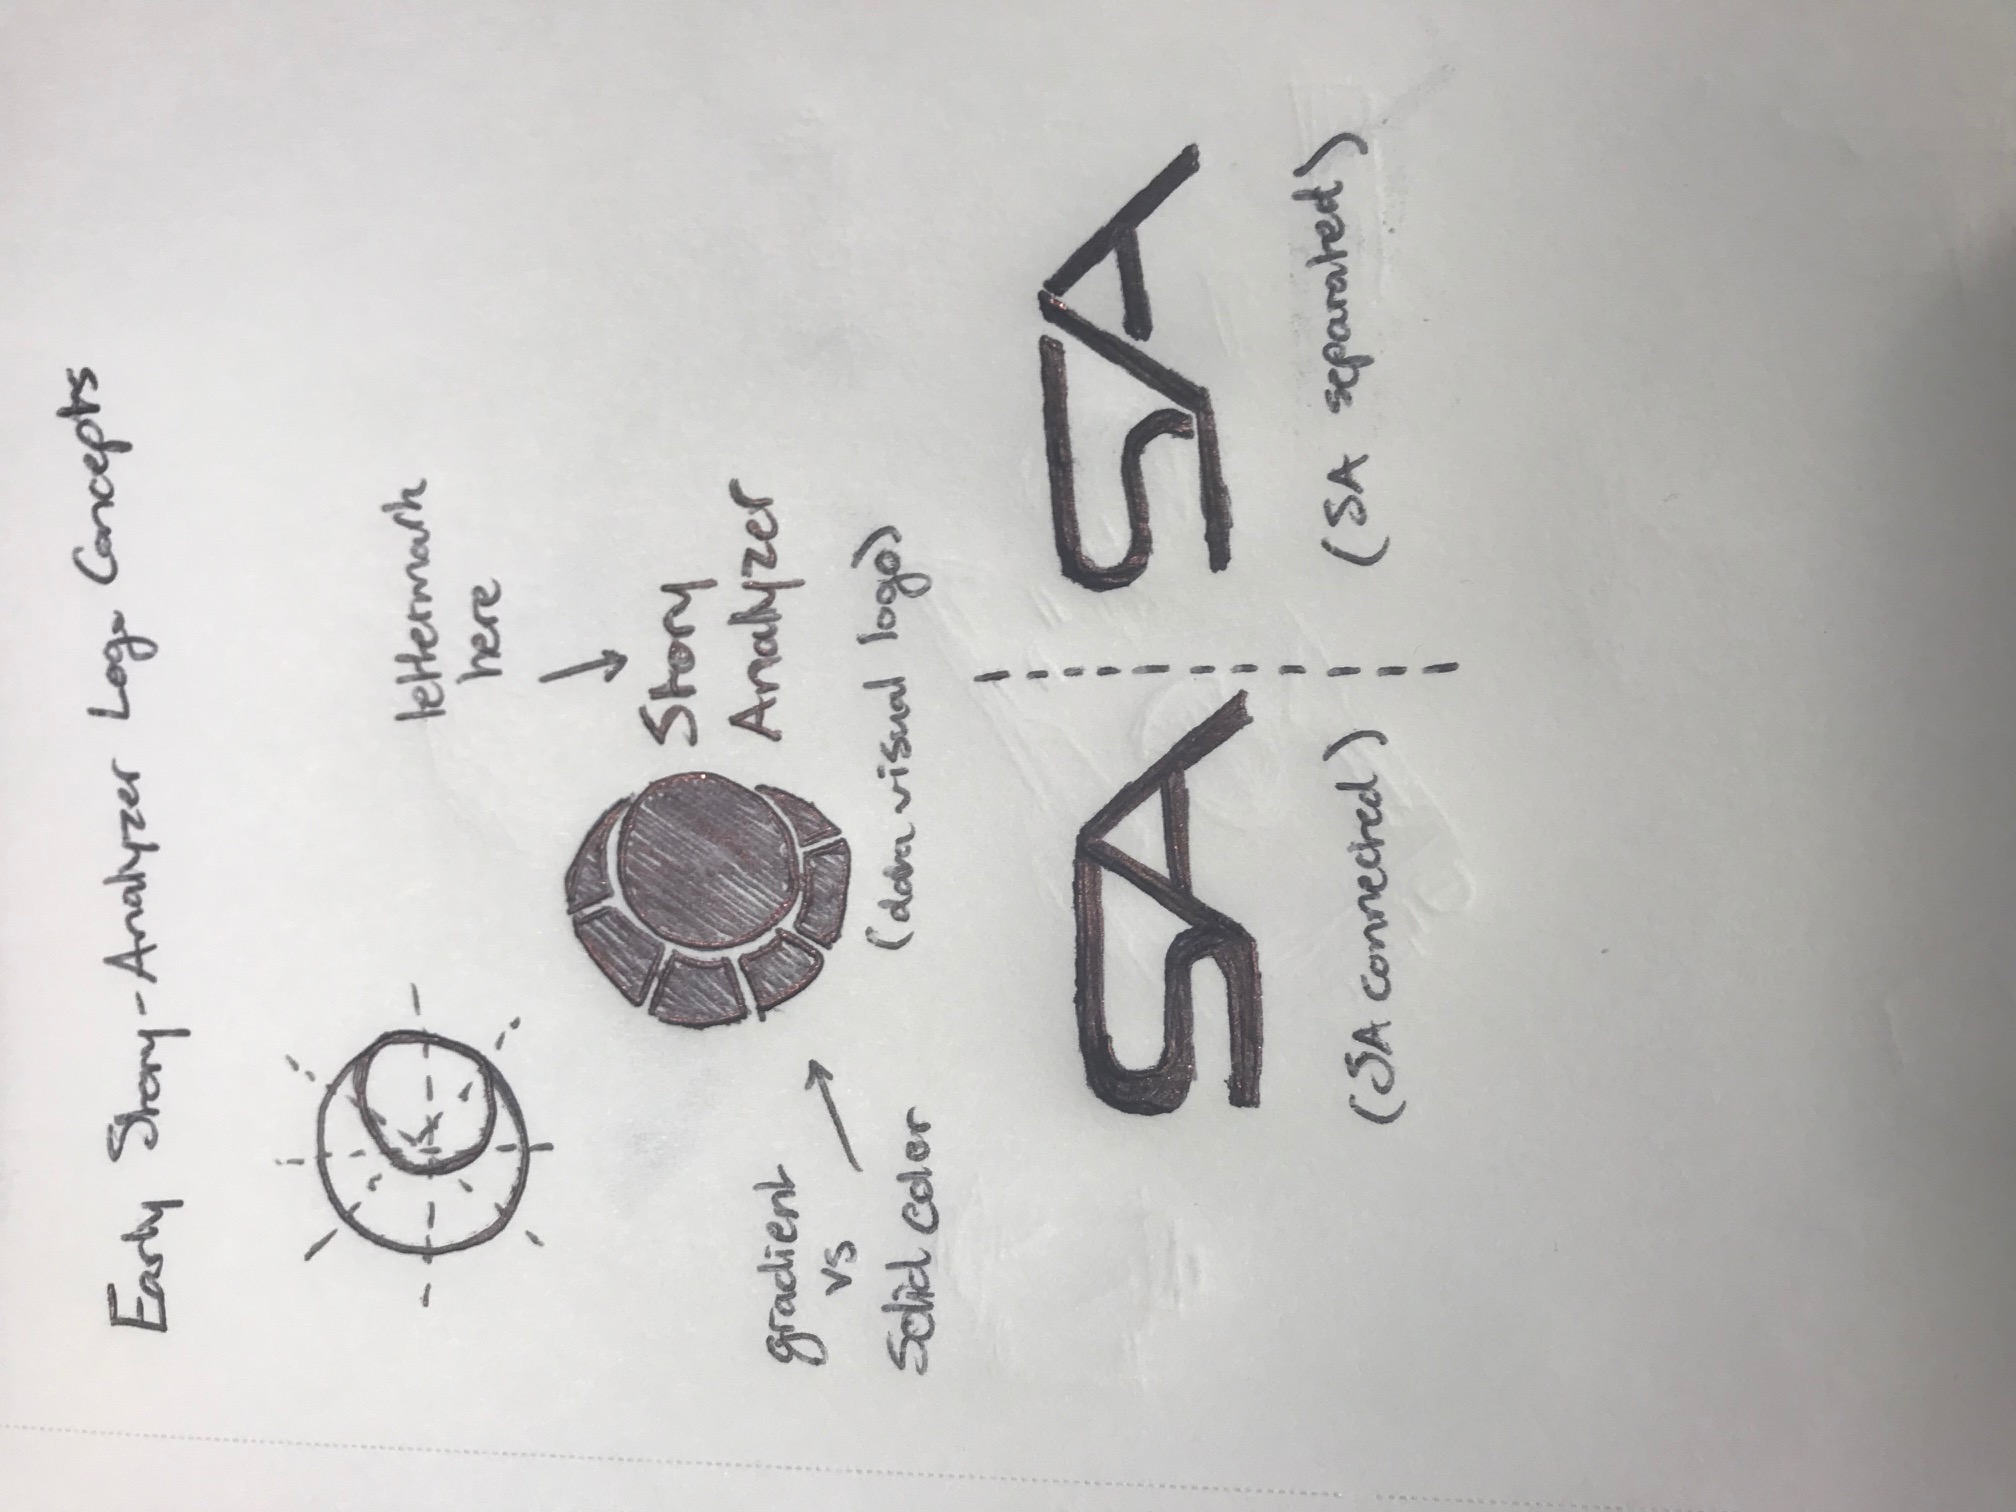 Early Story-Analyzer Logo Concepts
lettermark
here
Story
Analyzer
gradient
vs
Solid color
(data visual logo)
SA
SA
(SA connected)
(SA separated)